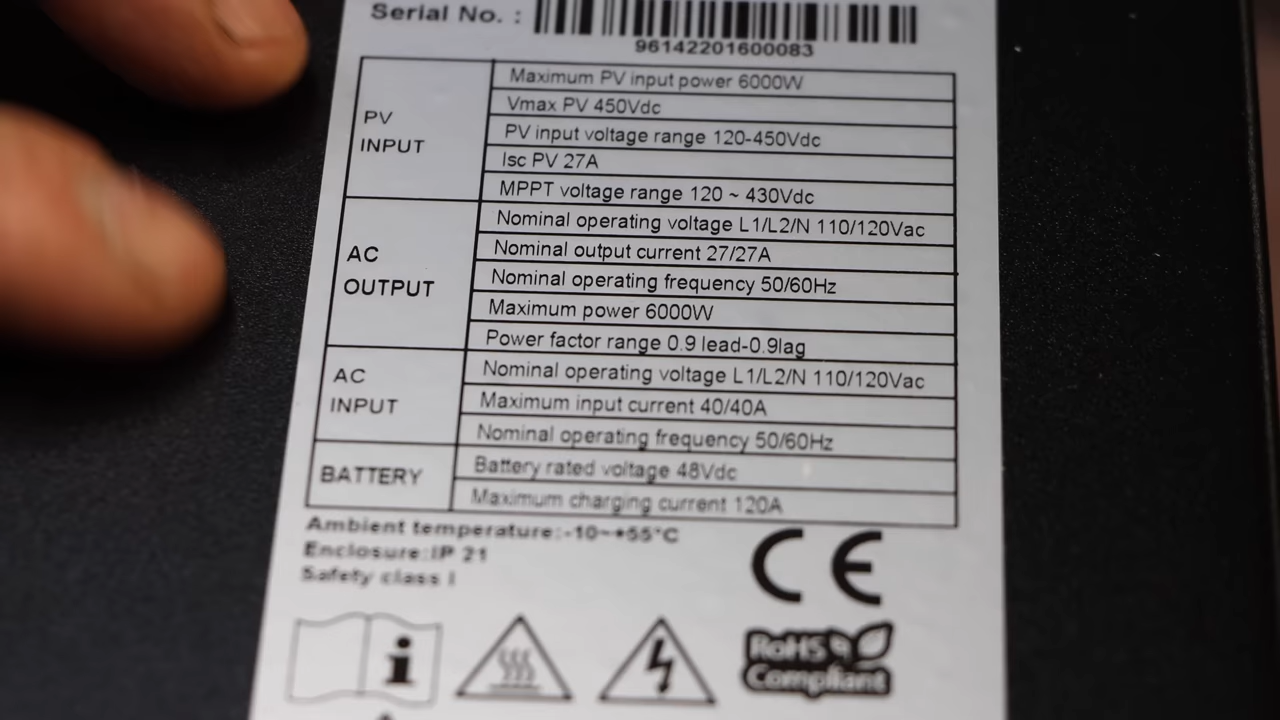 Serial No. :
96142201600083
PV INPUT
Maximum PV input power 6000W
Vmax PV 450Vdc
PV input voltage range 120-450Vdc
Isc PV 27A
MPPT voltage range 120 ~ 430Vdc
AC OUTPUT
Nominal operating voltage L1/L2/N 110/120Vac
Nominal output current 27/27A
Nominal operating frequency 50/60Hz
Maximum power 6000W
Power factor range 0.9 lead-0.9lag
AC INPUT
Nominal operating voltage L1/L2/N 110/120Vac
Maximum input current 40/40A
Nominal operating frequency 50/60Hz
BATTERY
Battery rated voltage 48Vdc
Maximum charging current 120A
Ambient temperature:-10~+55°C
Enclosure:IP 21
Safety class I
CE
i
RoHS
Compliant